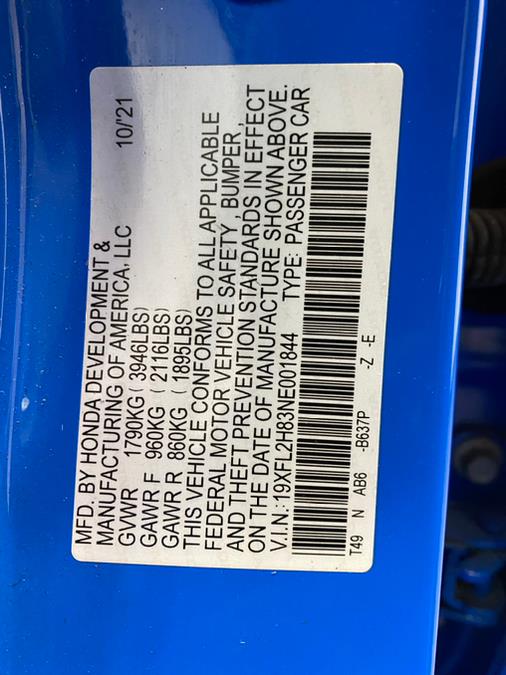 MFD. BY HONDA DEVELOPMENT &
MANUFACTURING OF AMERICA, LLC 10/'21
GVWR 1790KG ( 3946LBS)
GAWR F 960KG ( 2116LBS)
GAWR R 860KG ( 1895LBS)
THIS VEHICLE CONFORMS TO ALL APPLICABLE
FEDERAL MOTOR VEHICLE SAFETY, BUMPER,
AND THEFT PREVENTION STANDARDS IN EFFECT
ON THE DATE OF MANUFACTURE SHOWN ABOVE.
V.I.N.: 19XFL2H83NE001844 TYPE: PASSENGER CAR
T49 N AB6 -B637P -Z -E